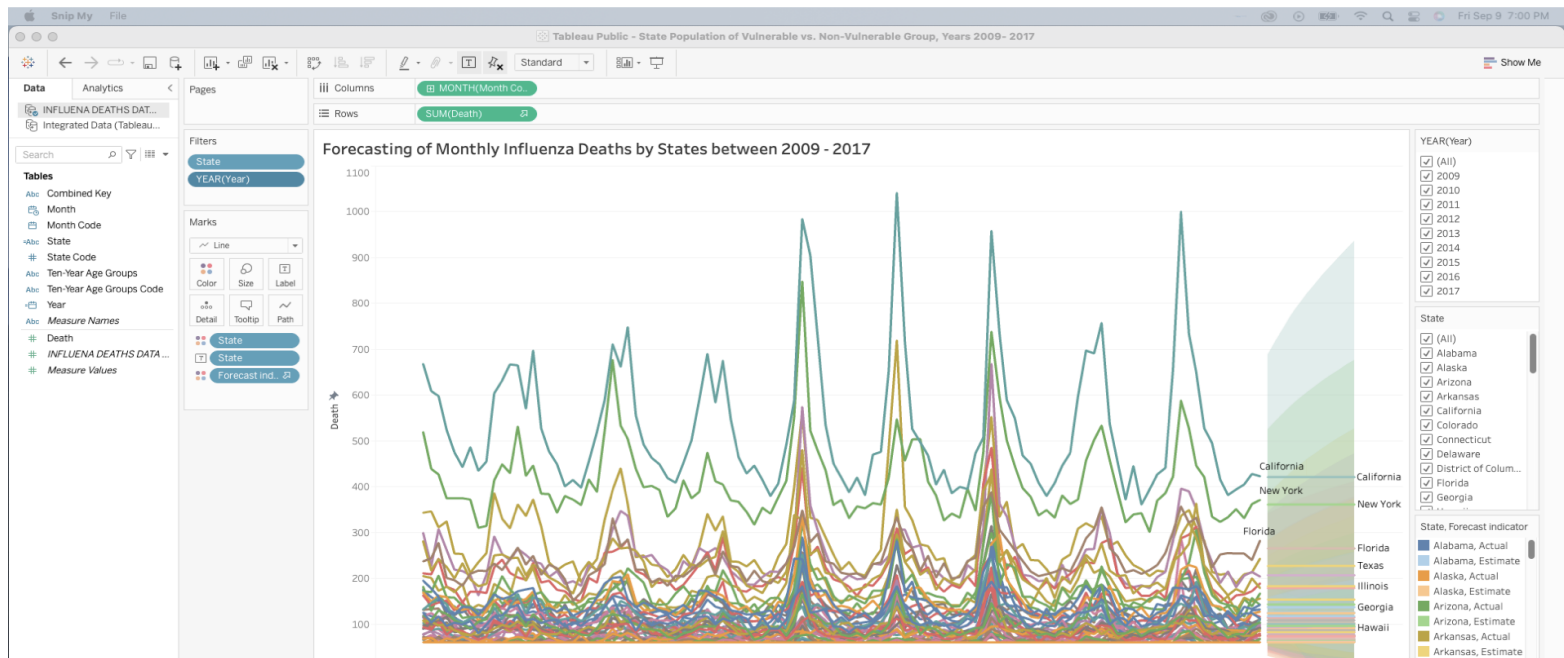 Snip My File
Fri Sep 9 7:00 PM
Tableau Public - State Population of Vulnerable vs. Non-Vulnerable Group, Years 2009- 2017
Standard
Show Me
Data Analytics
INFLUENA DEATHS DAT...
Integrated Data (Tableau...
Search
Tables
Abc Combined Key
Month
Month Code
Abc State
# State Code
Abc Ten-Year Age Groups
Abc Ten-Year Age Groups Code
Year
Abc Measure Names
# Death
# INFLUENA DEATHS DATA ...
# Measure Values
Pages
Filters
State
YEAR(Year)
Marks
Line
Color Size Label
Detail Tooltip Path
State
State
Forecast ind..
Columns
MONTH(Month Co..
Rows
SUM(Death)
Forecasting of Monthly Influenza Deaths by States between 2009 - 2017
Death
1100
1000
900
800
700
600
500
400
300
200
100
California
New York
Florida
California
New York
Florida
Texas
Illinois
Georgia
Hawaii
YEAR(Year)
(All)
2009
2010
2011
2012
2013
2014
2015
2016
2017
State
(All)
Alabama
Alaska
Arizona
Arkansas
California
Colorado
Connecticut
Delaware
District of Colum...
Florida
Georgia
State, Forecast indicator
Alabama, Actual
Alabama, Estimate
Alaska, Actual
Alaska, Estimate
Arizona, Actual
Arizona, Estimate
Arkansas, Actual
Arkansas, Estimate